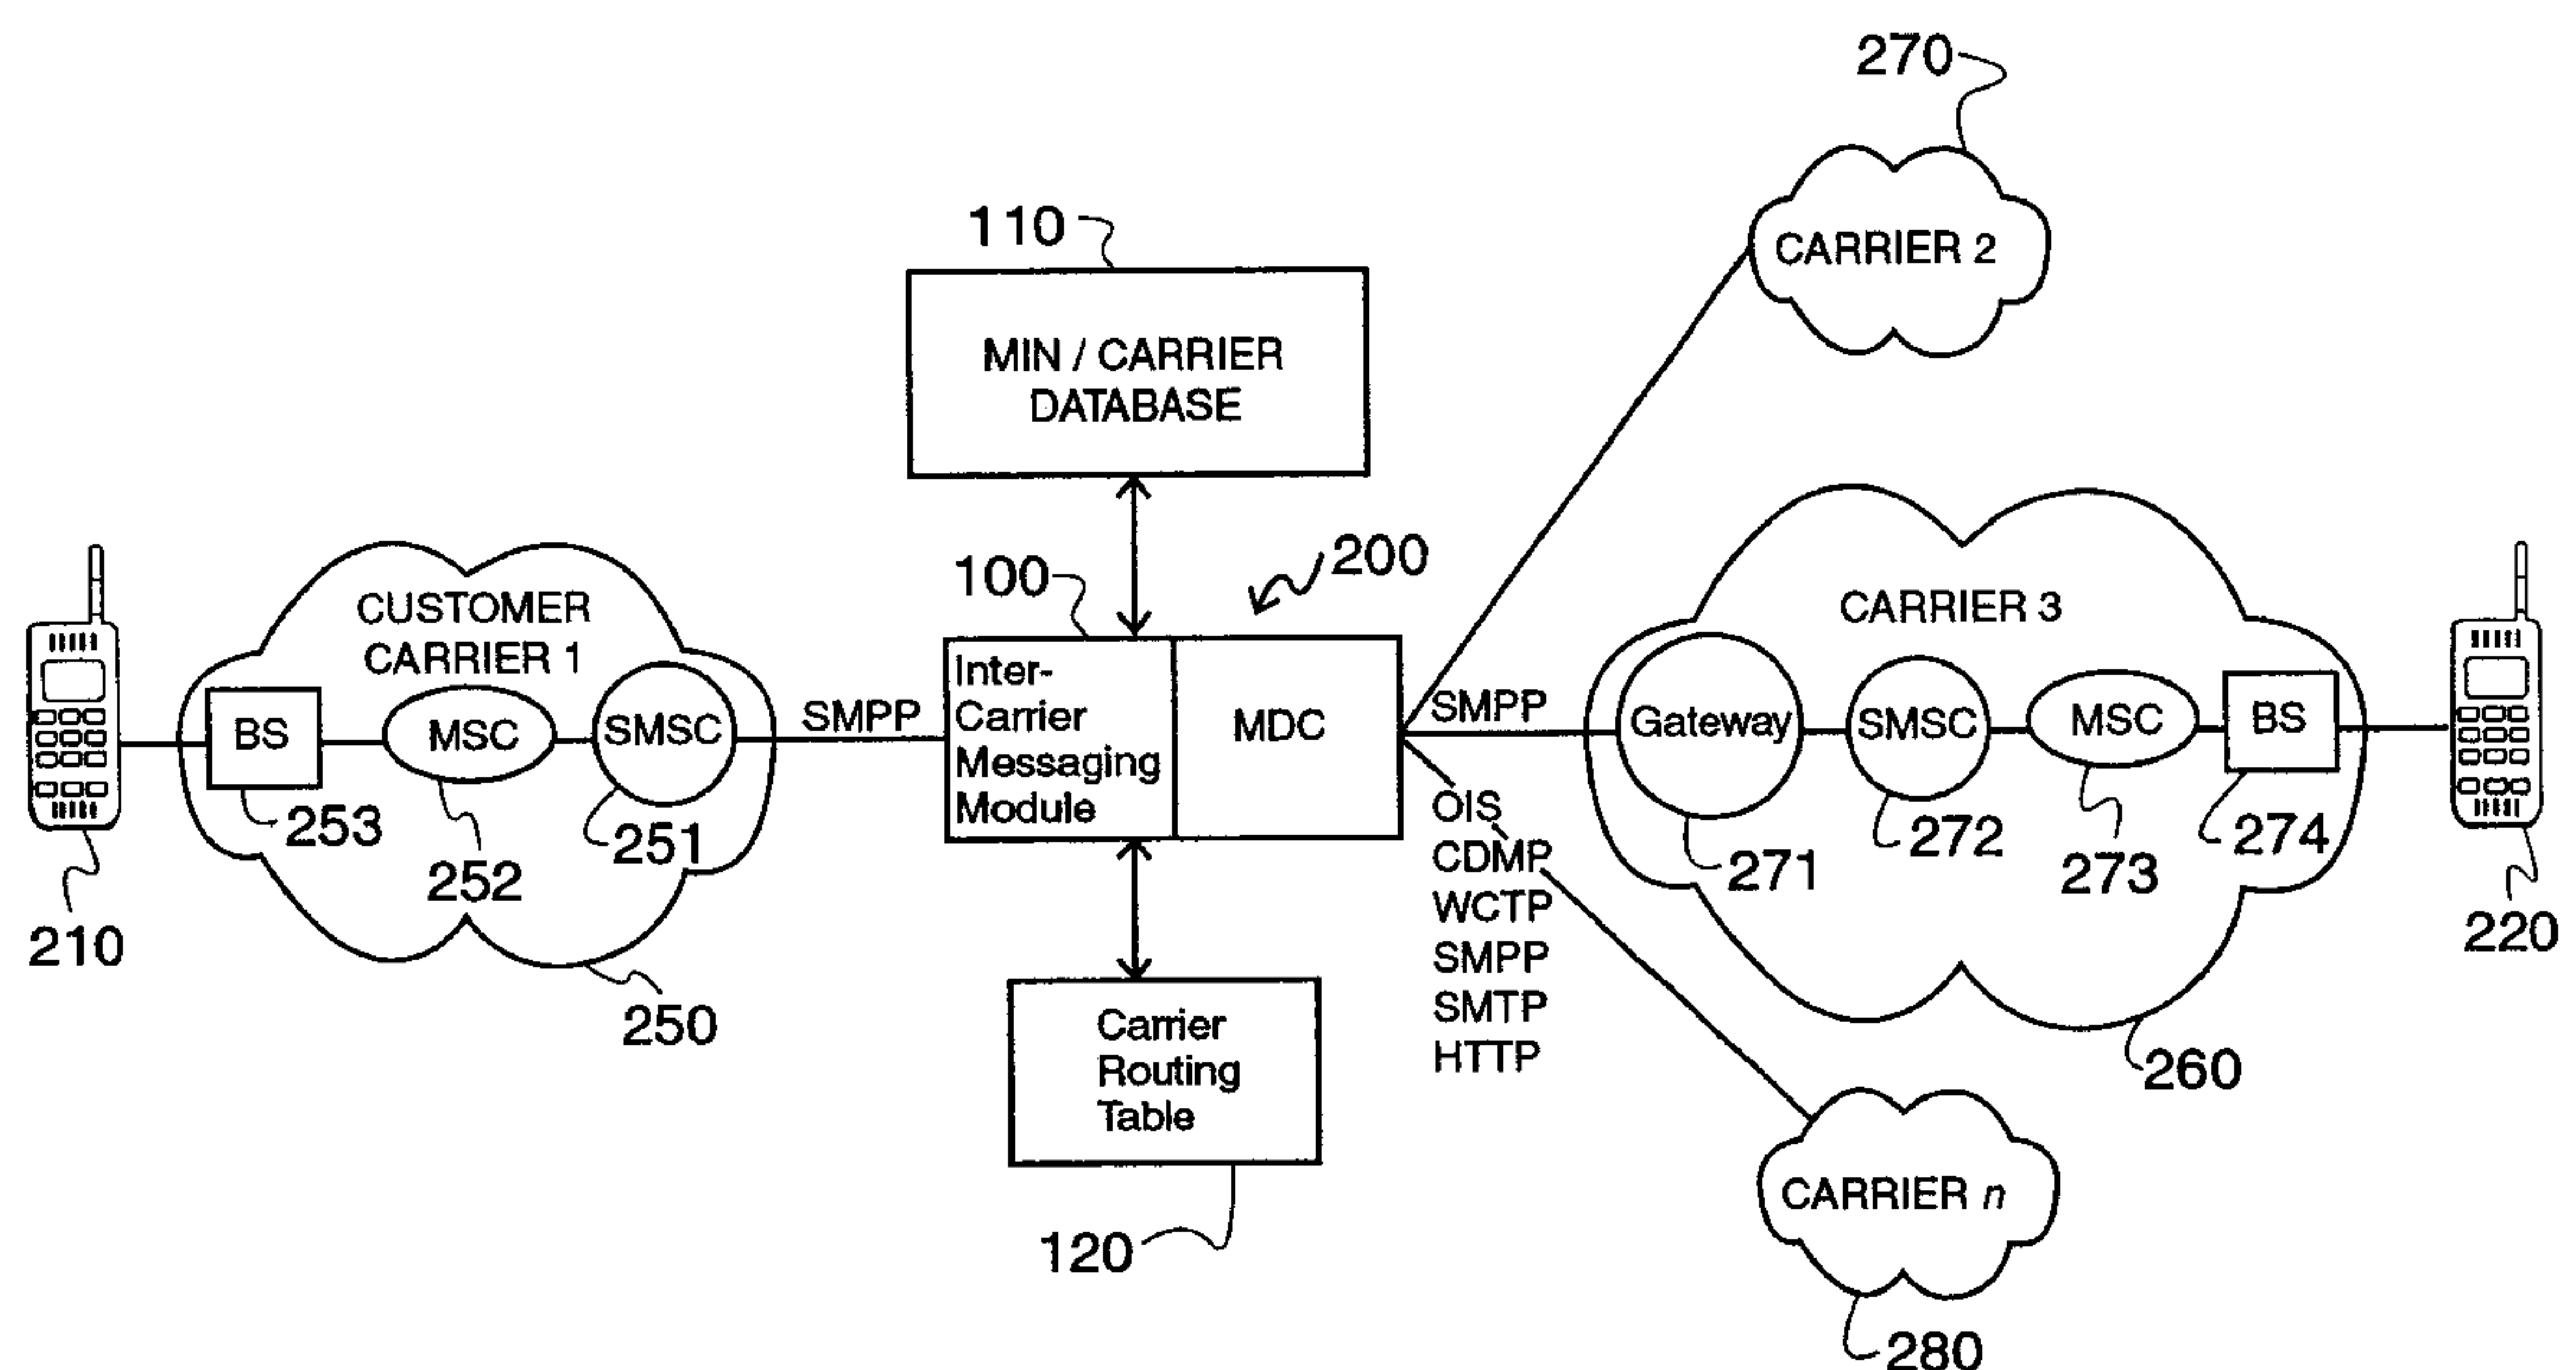 270
CARRIER 2
110
MIN / CARRIER
DATABASE
100
200
CUSTOMER
CARRIER 1
BS
MSC
SMSC
SMPP
253
252
251
210
250
Inter-
Carrier
Messaging
Module
MDC
SMPP
OIS
CDMP
WCTP
SMPP
SMTP
HTTP
CARRIER 3
Gateway
SMSC
MSC
BS
271
272
273
274
220
260
Carrier
Routing
Table
120
CARRIER n
280